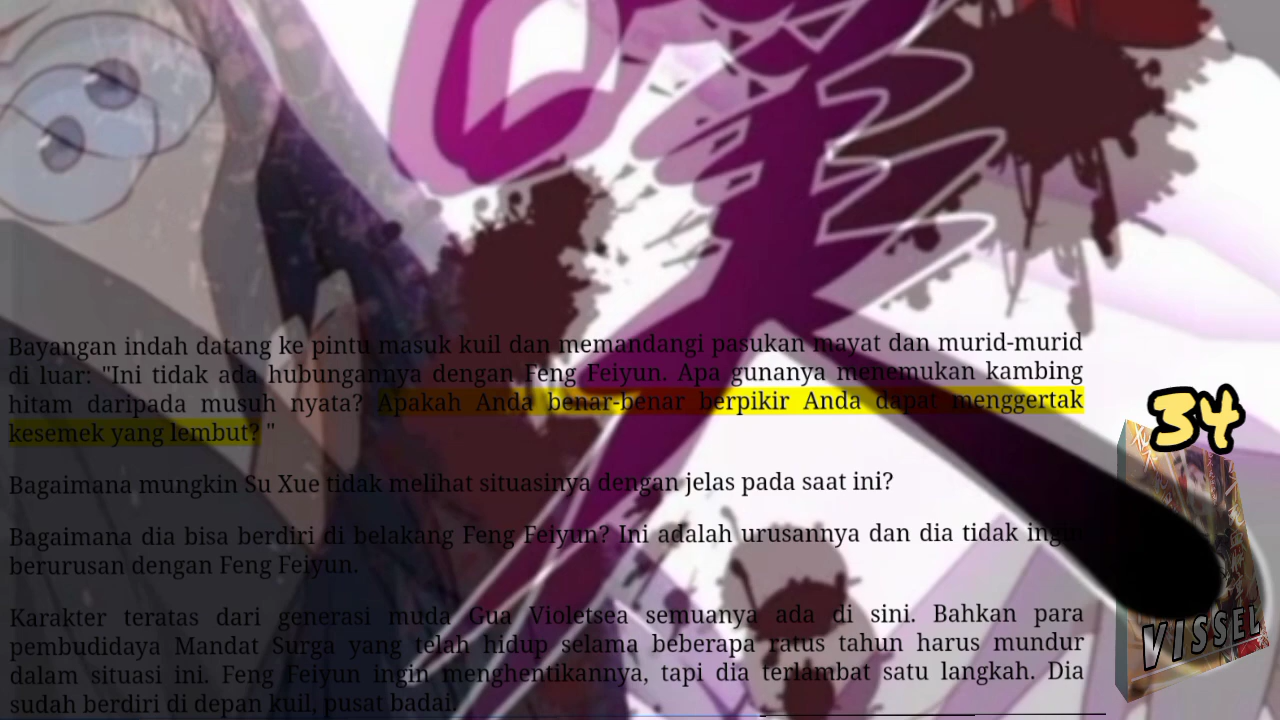 Bayangan indah datang ke pintu masuk kuil dan memandangi pasukan mayat dan murid-murid
di luar: "Ini tidak ada hubungannya dengan Feng Feiyun. Apa gunanya menemukan kambing
hitam daripada musuh nyata? Apakah Anda benar-benar berpikir Anda dapat menggertak
kesemek yang lembut? "
Bagaimana mungkin Su Xue tidak melihat situasinya dengan jelas pada saat ini?
Bagaimana dia bisa berdiri di belakang Feng Feiyun? Ini adalah urusannya dan dia tidak ingin
berurusan dengan Feng Feiyun.
Karakter teratas dari generasi muda Gua Violetsea semuanya ada di sini. Bahkan para
pembudidaya Mandat Surga yang telah hidup selama beberapa ratus tahun harus mundur
dalam situasi ini. Feng Feiyun ingin menghentikannya, tapi dia terlambat satu langkah. Dia
sudah berdiri di depan kuil, pusat badai.
34
VISSEL